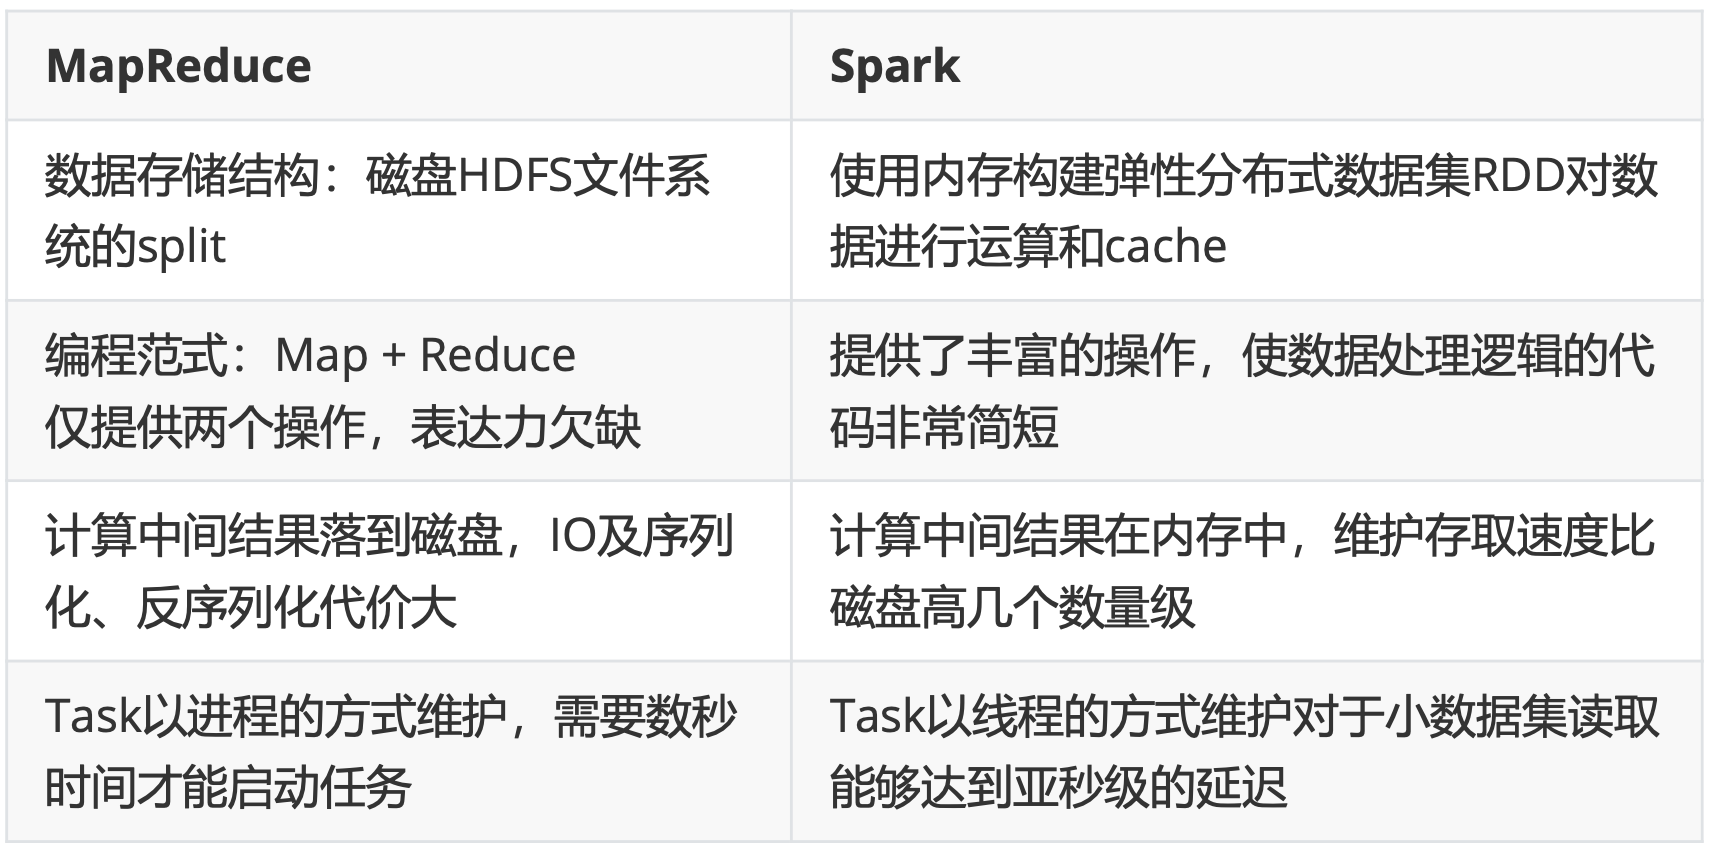 MapReduce
Spark
数据存储结构：磁盘HDFS文件系
统的split
使用内存构建弹性分布式数据集RDD对数
据进行运算和cache
编程范式：Map + Reduce
仅提供两个操作，表达力欠缺
提供了丰富的操作，使数据处理逻辑的代
码非常简短
计算中间结果落到磁盘，IO及序列
化、反序列化代价大
计算中间结果在内存中，维护存取速度比
磁盘高几个数量级
Task以进程的方式维护，需要数秒
时间才能启动任务
Task以线程的方式维护对于小数据集读取
能够达到亚秒级的延迟